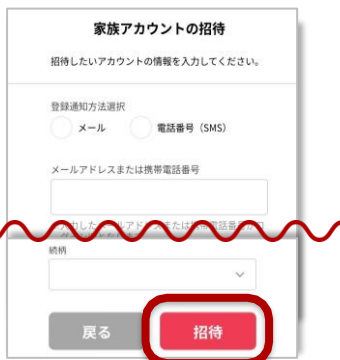 家族アカウントの招待
招待したいアカウントの情報を入力してください。
登録通知方法選択
メール 電話番号（SMS）
メールアドレスまたは携帯電話番号
続柄
戻る 招待